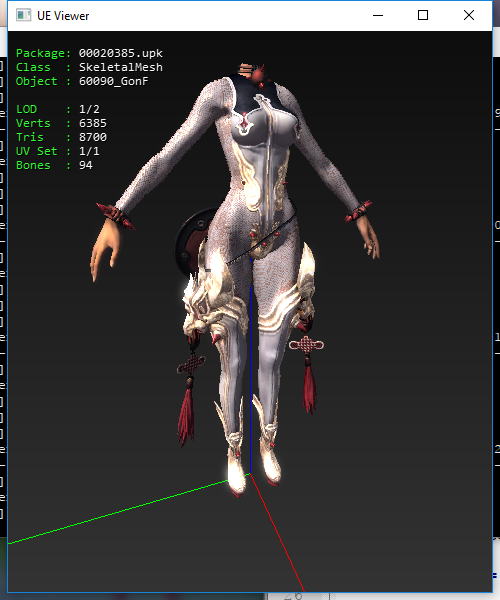 UE Viewer
Package: 00020385.upk
Class  : SkeletalMesh
Object : 60090_GonF
LOD    : 1/2
Verts  : 6385
Tris   : 8700
UV Set : 1/1
Bones  : 94